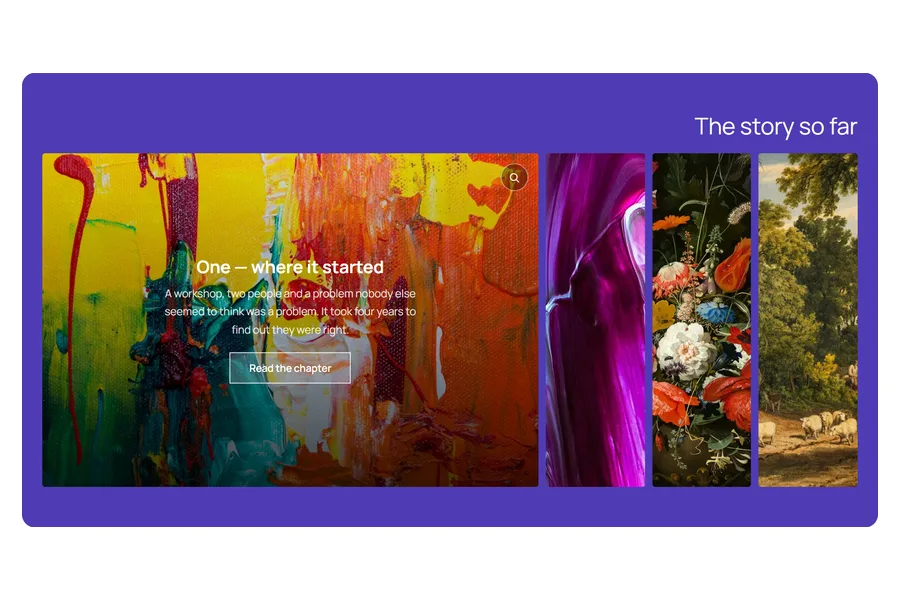 The story so far
One — where it started
A workshop, two people and a problem nobody else
seemed to think was a problem. It took four years to
find out they were right.
Read the chapter